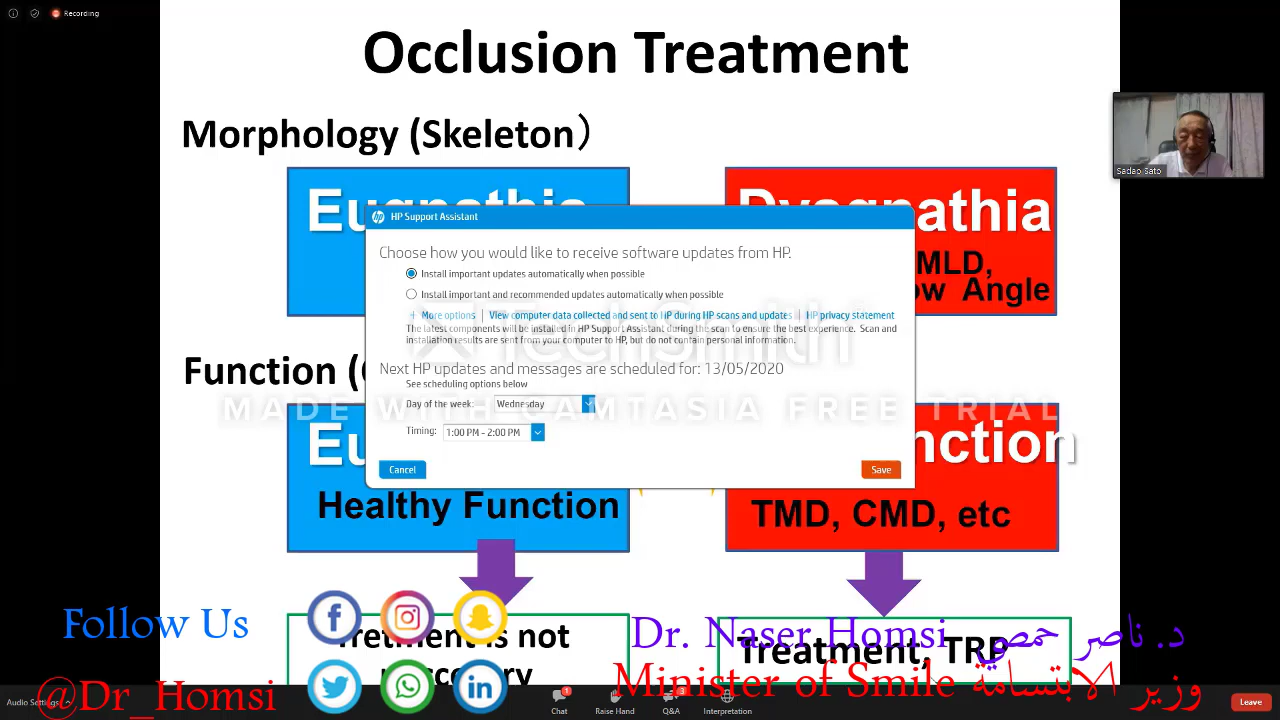 Recording
Occlusion Treatment
Morphology (Skeleton)
Eugnathia
Dysgnathia
HP Support Assistant
Choose how you would like to receive software updates from HP.
Install important updates automatically when possible
MLD,
Install important and recommended updates automatically when possible
Angle
+ More options | View computer data collected and sent to HP during HP scans and updates | HP privacy statement
The latest components will be installed in HP Support Assistant during the scan to ensure the best experience. Scan and
installation results are sent from your computer to HP, but do not contain personal information.
Sadao Sato
TechSmith
Function (
Next HP updates and messages are scheduled for: 13/05/2020
See scheduling options below
Day of the week: Wednesday
MADE WITH CAMTASIA FREE TRIAL
Timing: 1:00 PM - 2:00 PM
Cancel
Save
Healthy Function
TMD, CMD, etc
Follow Us
Tretment is not
Treatment, TRP
Dr. Naser Homsi د. ناصر حمصي
Minister of Smile وزير الابتسامة
@Dr_Homsi
Audio Settings
Chat 1
Raise Hand
Q&A 3
Interpretation
Leave